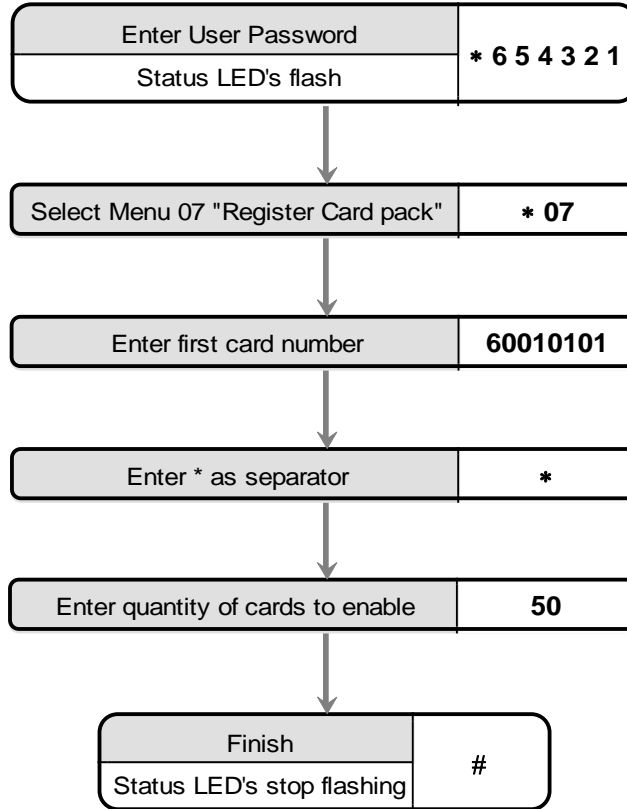 Enter User Password
Status LED's flash
* 6 5 4 3 2 1
Select Menu 07 "Register Card pack"
* 07
Enter first card number
60010101
Enter * as separator
*
Enter quantity of cards to enable
50
Finish
Status LED's stop flashing
#